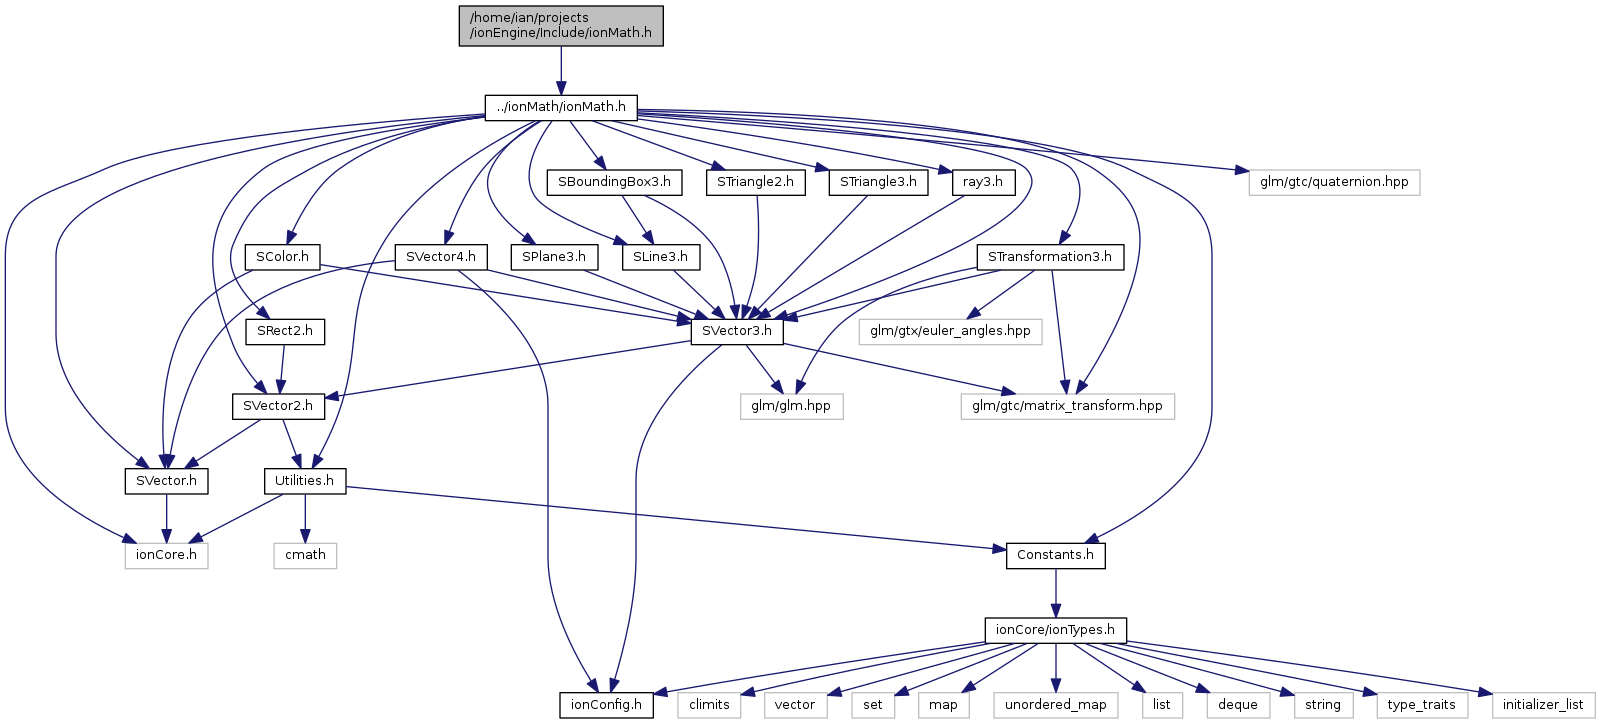 /home/ian/projects
/ionEngine/Include/ionMath.h
../ionMath/ionMath.h
SBoundingBox3.h
STriangle2.h
STriangle3.h
ray3.h
glm/gtc/quaternion.hpp
SColor.h
SVector4.h
SPlane3.h
SLine3.h
STransformation3.h
SRect2.h
SVector3.h
glm/gtx/euler_angles.hpp
SVector2.h
glm/glm.hpp
glm/gtc/matrix_transform.hpp
SVector.h
Utilities.h
ionCore.h
cmath
Constants.h
ionCore/ionTypes.h
ionConfig.h
climits
vector
set
map
unordered_map
list
deque
string
type_traits
initializer_list